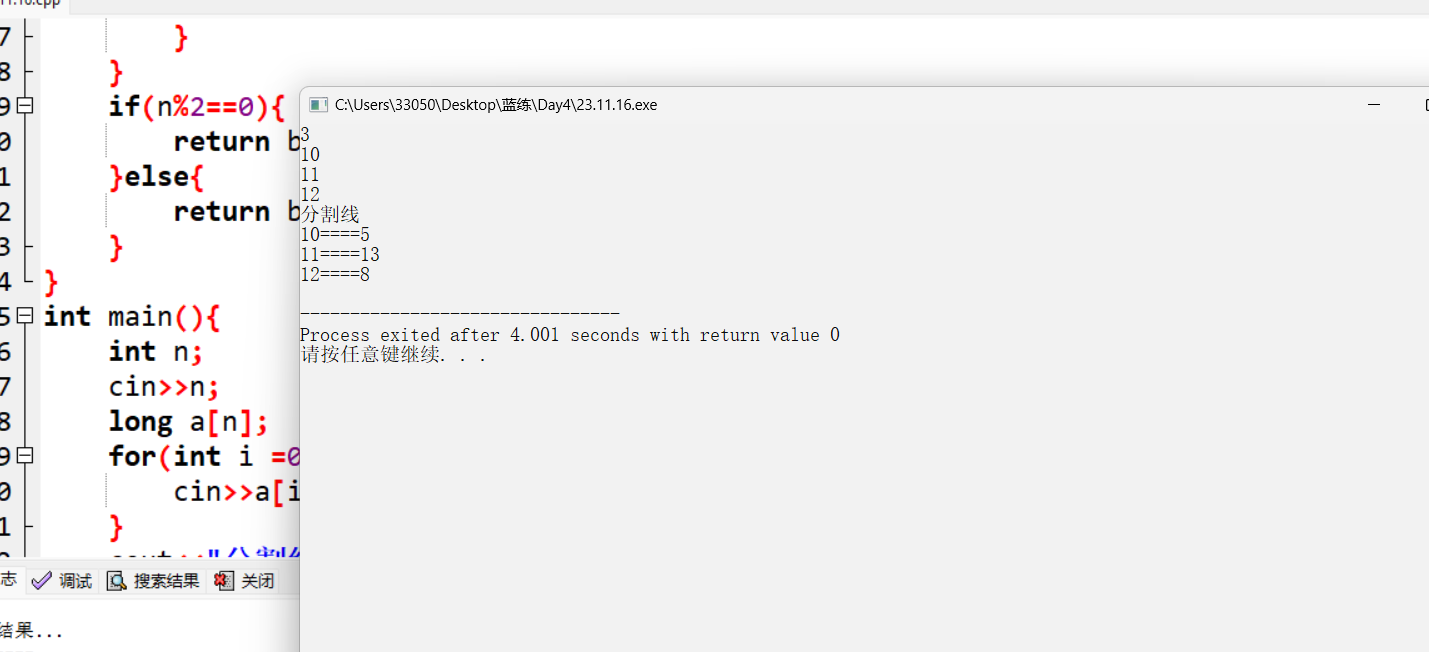 11.16.cpp
7 }
8 }
9 if(n%2==0){
0 return b
1 }else{
2 return b
3 }
4 }
5 int main(){
6 int n;
7 cin>>n;
8 long a[n];
9 for(int i =0
0 cin>>a[i
1 }
cout<<"分割线
志 调试 搜索结果 关闭
结果...
C:\Users\33050\Desktop\蓝练\Day4\23.11.16.exe
3
10
11
12
分割线
10====5
11====13
12====8
--------------------------------
Process exited after 4.001 seconds with return value 0
请按任意键继续. . .